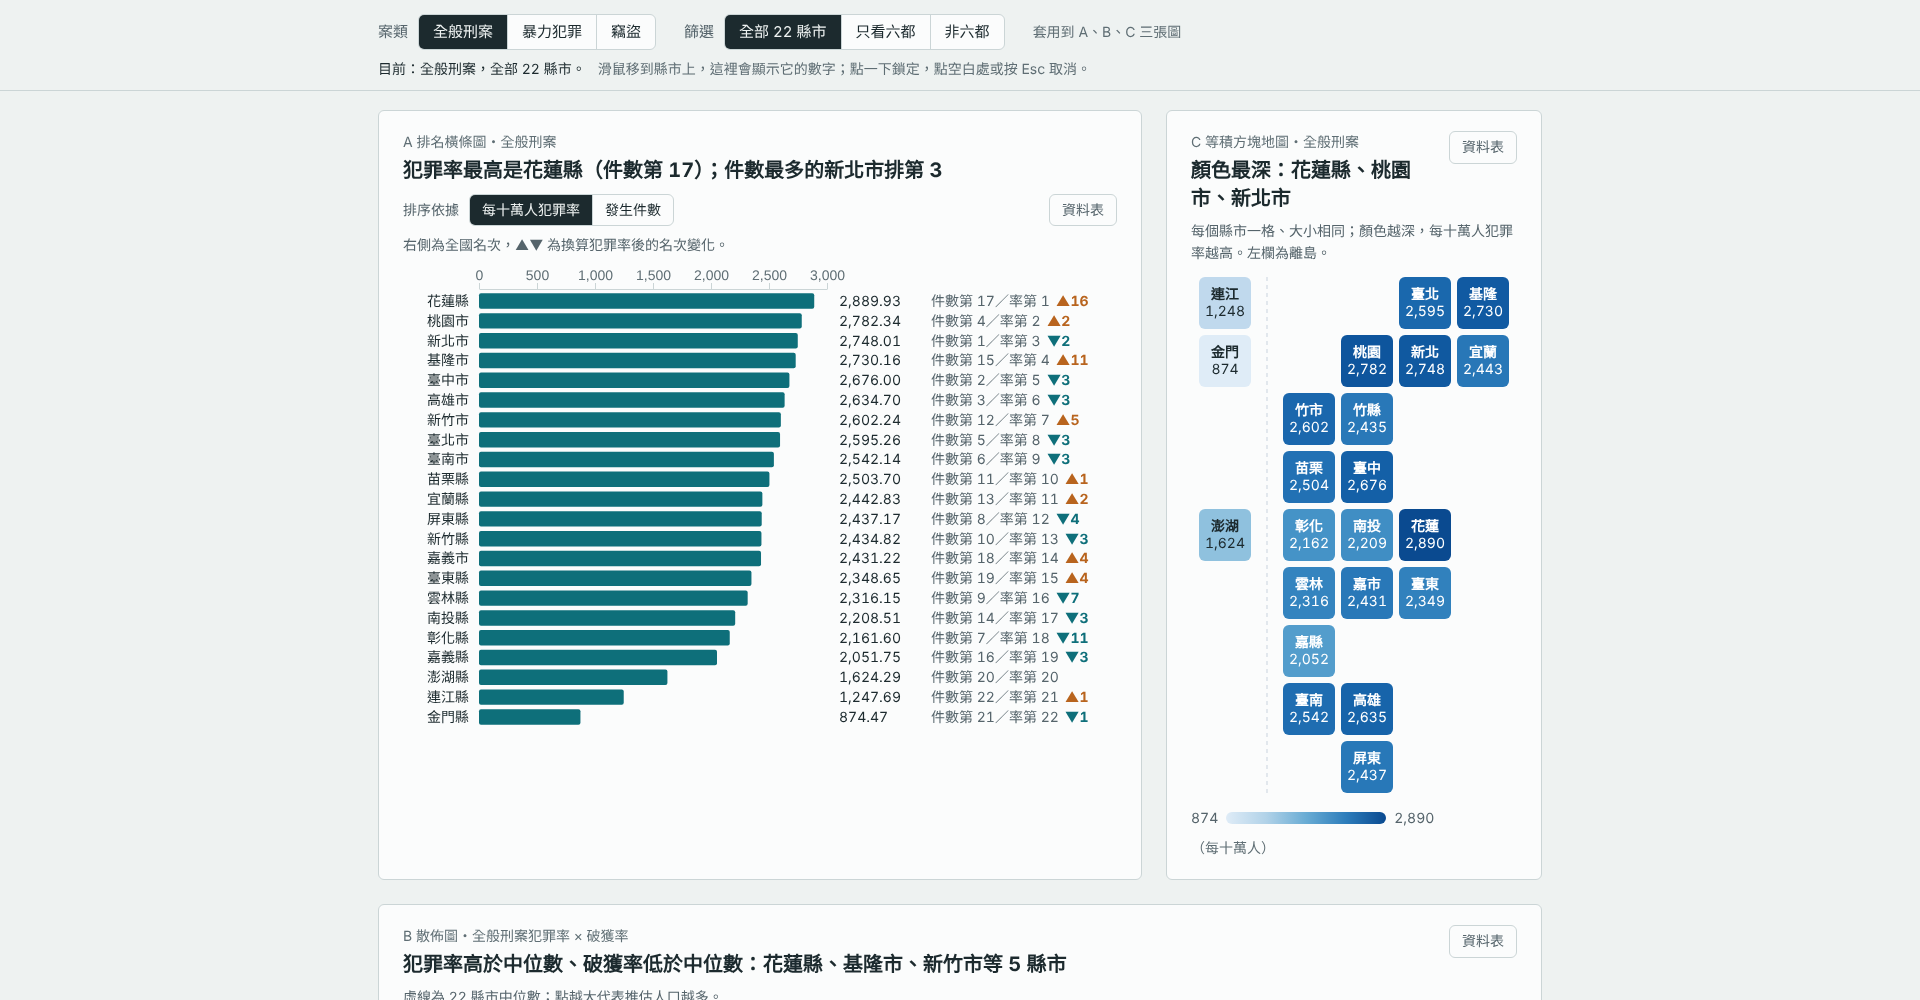 案類 全般刑案 暴力犯罪 竊盜 篩選 全部 22 縣市 只看六都 非六都 套用到 A、B、C 三張圖
目前：全般刑案，全部 22 縣市。 滑鼠移到縣市上，這裡會顯示它的數字；點一下鎖定，點空白處或按 Esc 取消。
A 排名橫條圖・全般刑案
犯罪率最高是花蓮縣（件數第 17）；件數最多的新北市排第 3
排序依據 每十萬人犯罪率 發生件數 資料表
右側為全國名次，▲▼ 為換算犯罪率後的名次變化。
0 500 1,000 1,500 2,000 2,500 3,000
花蓮縣 2,889.93 件數第 17／率第 1 ▲16
桃園市 2,782.34 件數第 4／率第 2 ▲2
新北市 2,748.01 件數第 1／率第 3 ▼2
基隆市 2,730.16 件數第 15／率第 4 ▲11
臺中市 2,676.00 件數第 2／率第 5 ▼3
高雄市 2,634.70 件數第 3／率第 6 ▼3
新竹市 2,602.24 件數第 12／率第 7 ▲5
臺北市 2,595.26 件數第 5／率第 8 ▼3
臺南市 2,542.14 件數第 6／率第 9 ▼3
苗栗縣 2,503.70 件數第 11／率第 10 ▲1
宜蘭縣 2,442.83 件數第 13／率第 11 ▲2
屏東縣 2,437.17 件數第 8／率第 12 ▼4
新竹縣 2,434.82 件數第 10／率第 13 ▼3
嘉義市 2,431.22 件數第 18／率第 14 ▲4
臺東縣 2,348.65 件數第 19／率第 15 ▲4
雲林縣 2,316.15 件數第 9／率第 16 ▼7
南投縣 2,208.51 件數第 14／率第 17 ▼3
彰化縣 2,161.60 件數第 7／率第 18 ▼11
嘉義縣 2,051.75 件數第 16／率第 19 ▼3
澎湖縣 1,624.29 件數第 20／率第 20
連江縣 1,247.69 件數第 22／率第 21 ▲1
金門縣 874.47 件數第 21／率第 22 ▼1
C 等積方塊地圖・全般刑案
資料表
顏色最深：花蓮縣、桃園
市、新北市
每個縣市一格、大小相同；顏色越深，每十萬人犯罪
率越高。左欄為離島。
連江 臺北 基隆
1,248 2,595 2,730
金門 桃園 新北 宜蘭
874 2,782 2,748 2,443
竹市 竹縣
2,602 2,435
苗栗 臺中
2,504 2,676
澎湖 彰化 南投 花蓮
1,624 2,162 2,209 2,890
雲林 嘉市 臺東
2,316 2,431 2,349
嘉縣
2,052
臺南 高雄
2,542 2,635
屏東
2,437
874 2,890
（每十萬人）
B 散佈圖・全般刑案犯罪率 × 破獲率
資料表
犯罪率高於中位數、破獲率低於中位數：花蓮縣、基隆市、新竹市等 5 縣市
虛線為 22 縣市中位數；點越大代表推估人口越多。